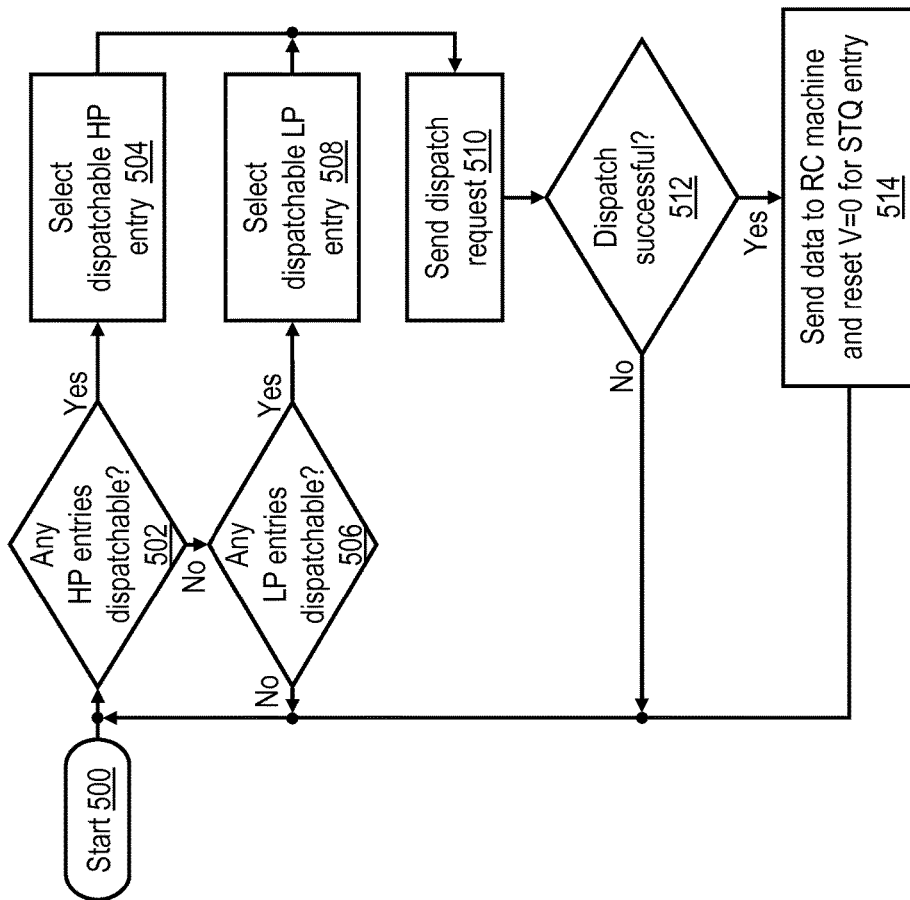 Start 500
Any
HP entries
dispatchable?
502
Yes
No
Select
dispatchable HP
entry 504
Any
LP entries
dispatchable?
506
Yes
No
Select
dispatchable LP
entry 508
Send dispatch
request 510
Dispatch
successful?
512
No
Yes
Send data to RC machine
and reset V=0 for STQ entry
514